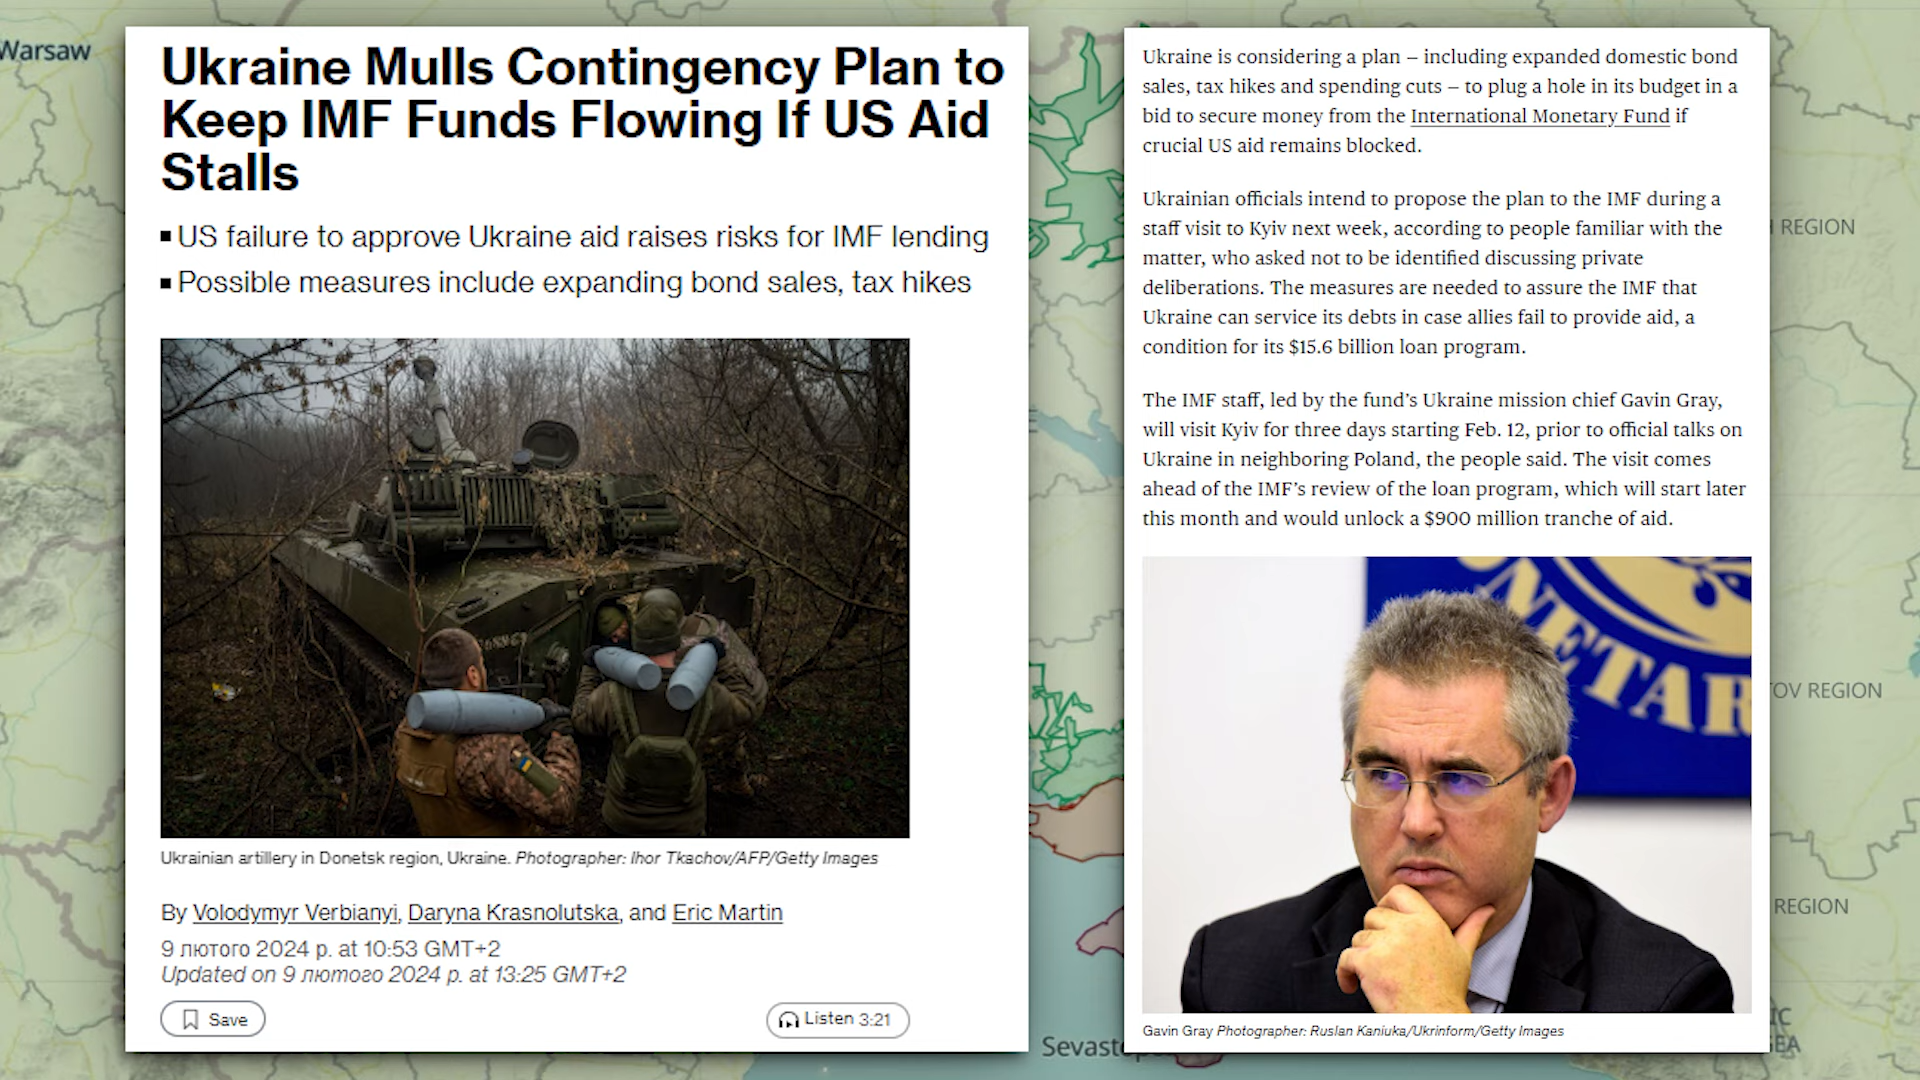 Warsaw
Ukraine Mulls Contingency Plan to
Keep IMF Funds Flowing If US Aid
Stalls
US failure to approve Ukraine aid raises risks for IMF lending
Possible measures include expanding bond sales, tax hikes
Ukrainian artillery in Donetsk region, Ukraine. Photographer: Ihor Tkachov/AFP/Getty Images
By Volodymyr Verbianyi, Daryna Krasnolutska, and Eric Martin
9 лютого 2024 р. at 10:53 GMT+2
Updated on 9 лютого 2024 р. at 13:25 GMT+2
Save
Listen 3:21
Ukraine is considering a plan – including expanded domestic bond
sales, tax hikes and spending cuts – to plug a hole in its budget in a
bid to secure money from the International Monetary Fund if
crucial US aid remains blocked.
Ukrainian officials intend to propose the plan to the IMF during a
staff visit to Kyiv next week, according to people familiar with the
matter, who asked not to be identified discussing private
deliberations. The measures are needed to assure the IMF that
Ukraine can service its debts in case allies fail to provide aid, a
condition for its $15.6 billion loan program.
The IMF staff, led by the fund's Ukraine mission chief Gavin Gray,
will visit Kyiv for three days starting Feb. 12, prior to official talks on
Ukraine in neighboring Poland, the people said. The visit comes
ahead of the IMF's review of the loan program, which will start later
this month and would unlock a $900 million tranche of aid.
ONETAR
Gavin Gray Photographer: Ruslan Kaniuka/Ukrinform/Getty Images
REGION
TOV REGION
REGION
Sevasto